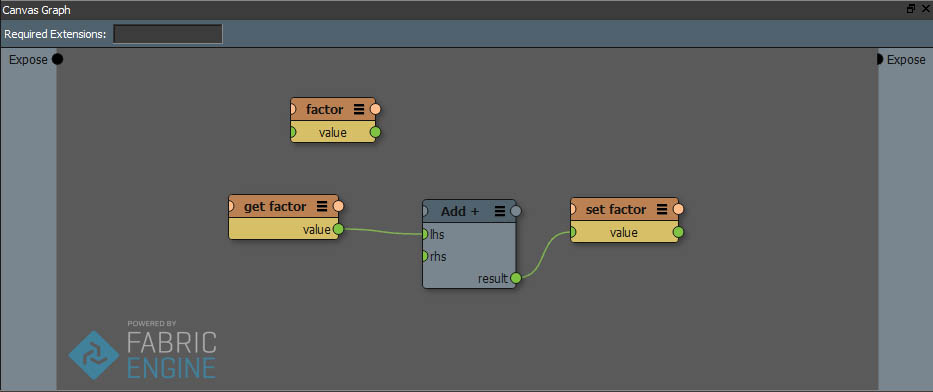 Canvas Graph
Required Extensions:
Expose
Expose
factor
value
get factor
value
Add +
lhs
rhs
result
set factor
value
POWERED BY
FABRIC
ENGINE